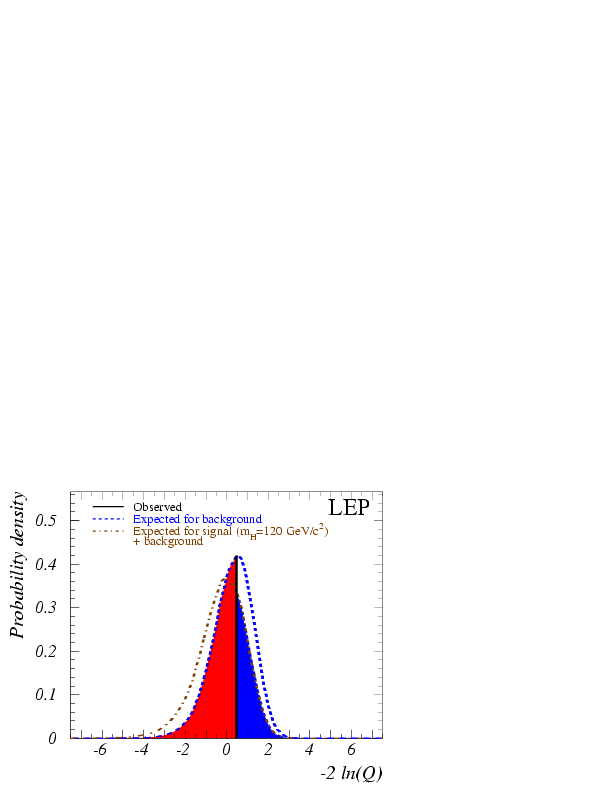 LEP
Observed
Expected for background
Expected for signal (m_H=120 GeV/c^2)
+ background
Probability density
0.5
0.4
0.3
0.2
0.1
0
-6 -4 -2 0 2 4 6
-2 ln(Q)